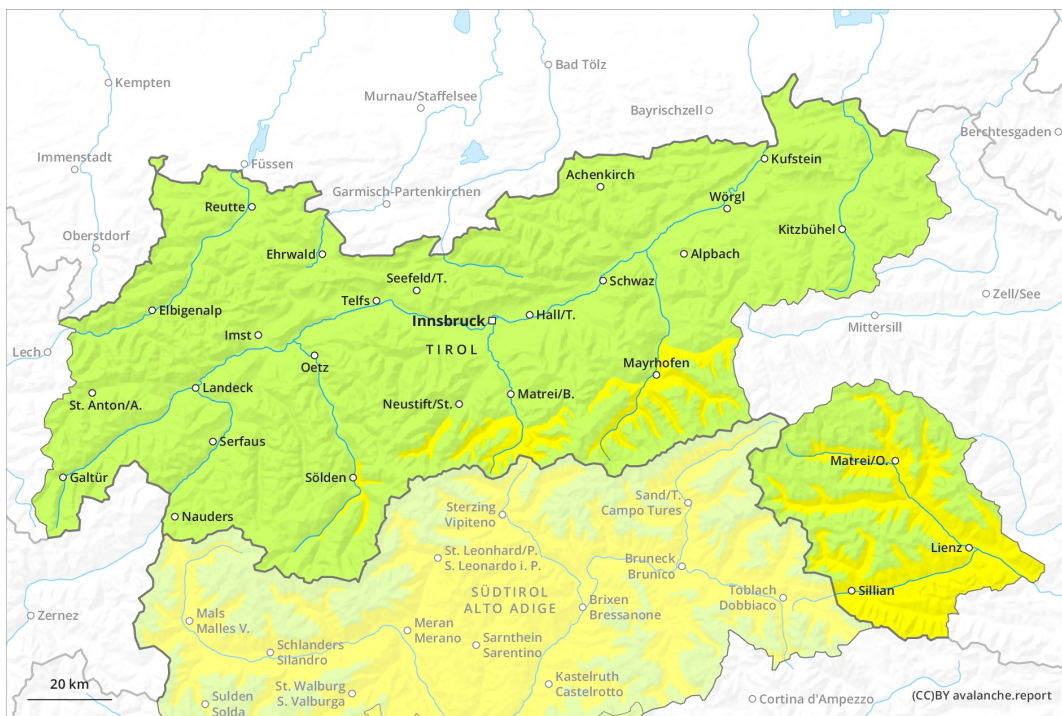 Kempten
Bad Tölz
Murnau/Staffelsee
Bayrischzell
Berchtesgaden
Immenstadt
Füssen
Kufstein
Achenkirch
Garmisch-Partenkirchen
Reutte
Wörgl
Oberstdorf
Kitzbühel
Ehrwald
Alpbach
Seefeld/T.
Schwaz
Zell/See
Telfs
Elbigenalp
Hall/T.
Innsbruck
Mittersill
Imst
TIROL
Lech
Oetz
Mayrhofen
Landeck
St. Anton/A.
Matrei/B.
Neustift/St.
Serfaus
Matrei/O.
Galtür
Sölden
Sand/T.
Campo Tures
Sterzing
Vipiteno
Nauders
Lienz
St. Leonhard/P.
S. Leonardo i. P.
Bruneck
Brunico
SÜDTIROL
ALTO ADIGE
Toblach
Dobbiaco
Sillian
Brixen
Bressanone
Zernez
Mals
Malles V.
Meran
Merano
Schlanders
Silandro
Sarnthein
Sarentino
20 km
St. Walburg
S. Valburga
Kastelruth
Castelrotto
Sulden
Solda
Cortina d'Ampezzo
(CC)BY avalanche.report